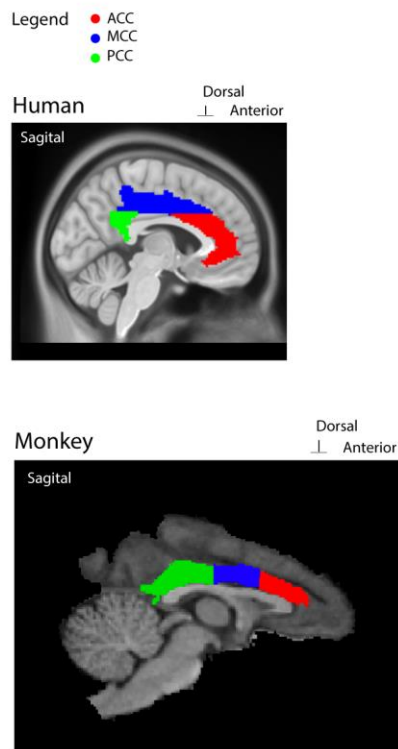 Legend
ACC
MCC
PCC
Human
Dorsal
Anterior
Sagital
Monkey
Dorsal
Anterior
Sagital